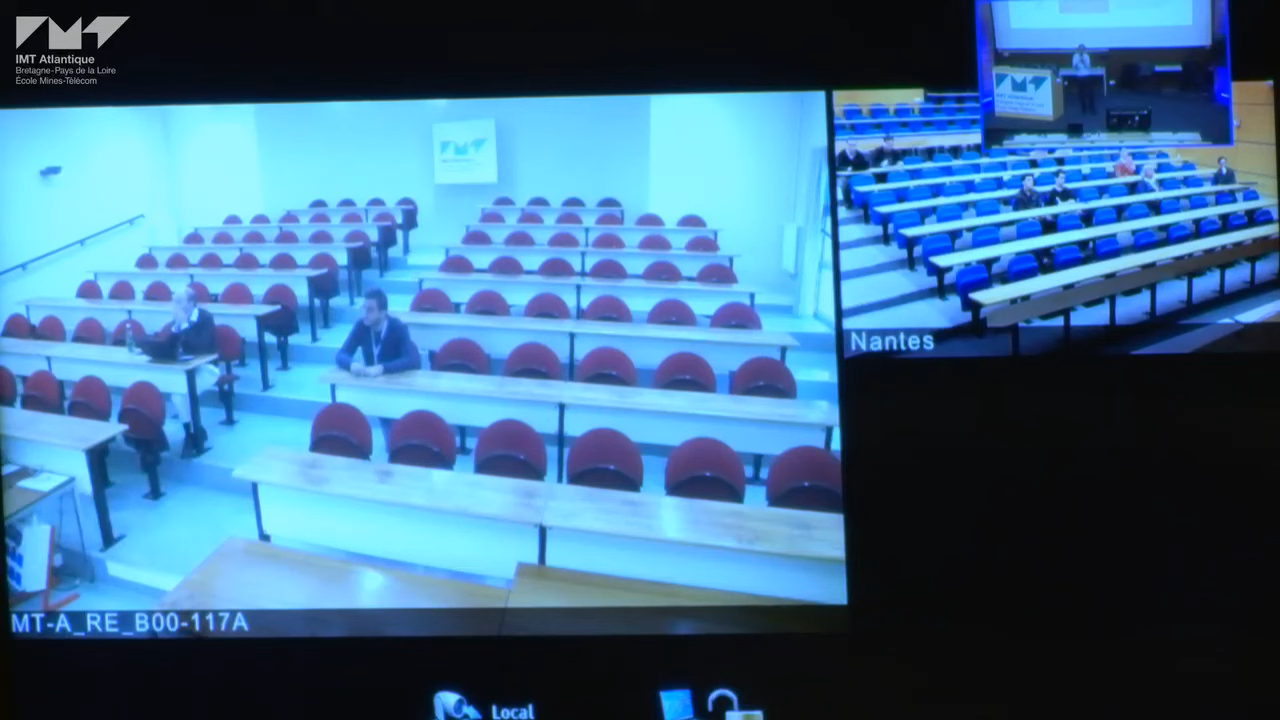 IMT Atlantique
Bretagne-Pays de la Loire
École Mines-Télécom
Nantes
MT-A_RE_B00-117A
Local